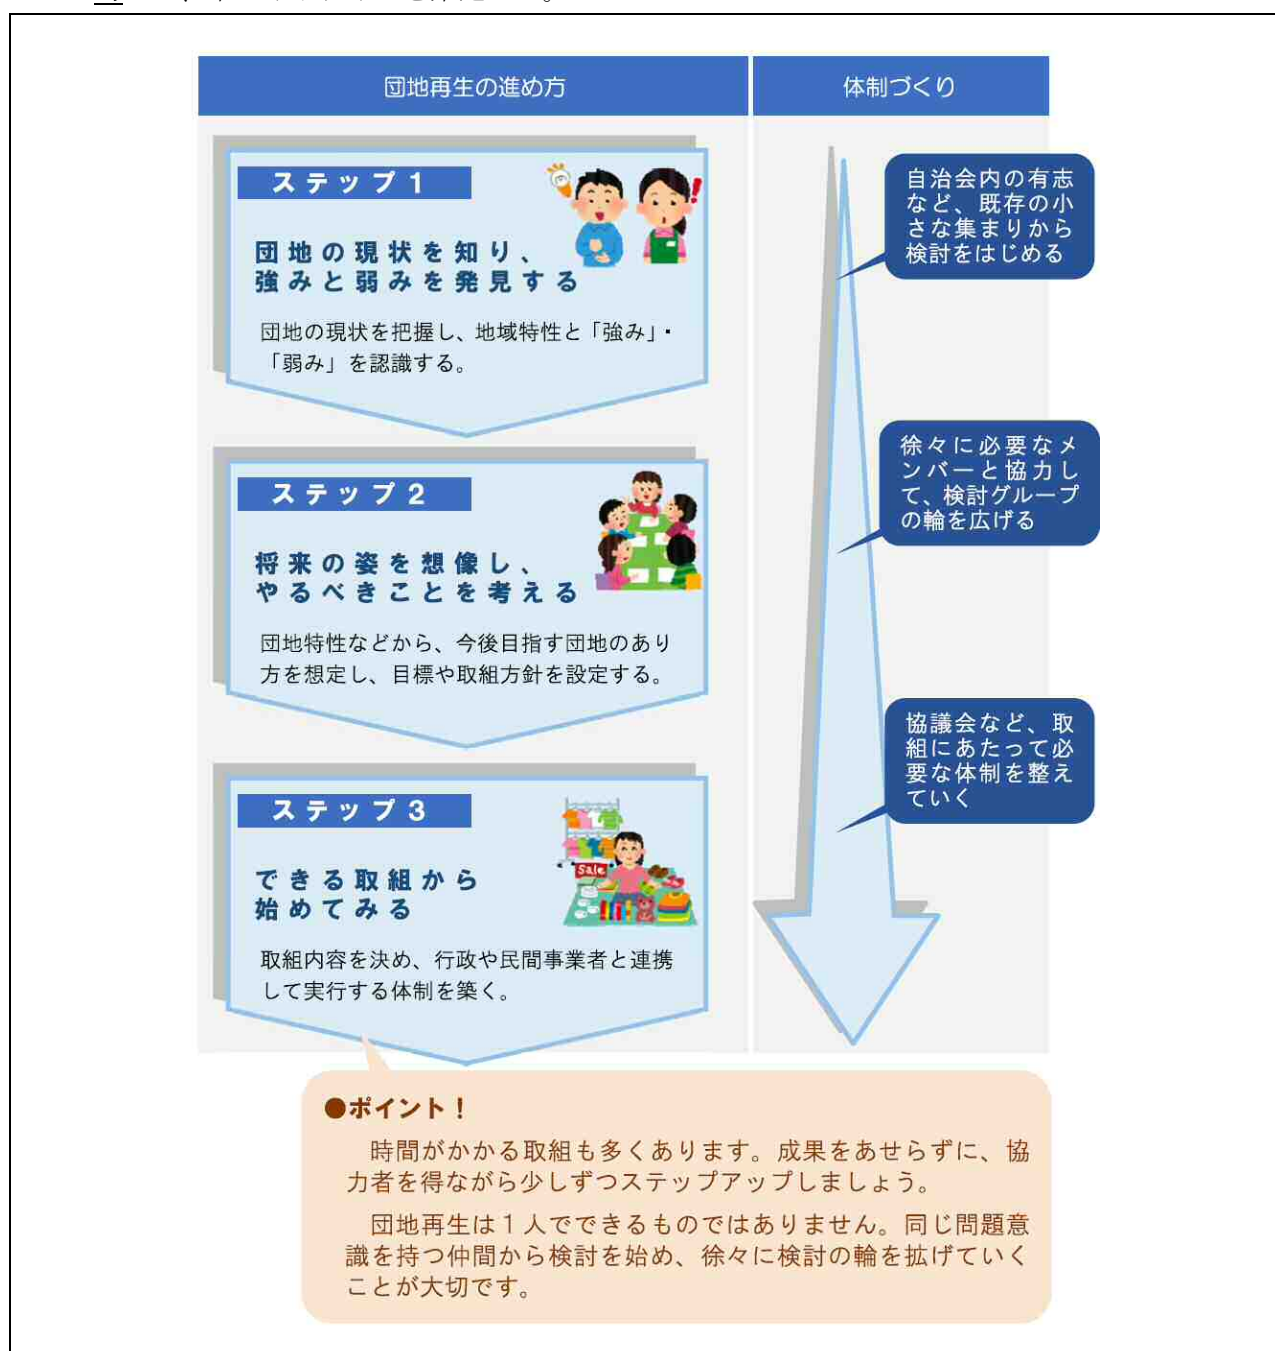 団地再生の進め方
体制づくり
ステップ1
団地の現状を知り、
強みと弱みを発見する
団地の現状を把握し、地域特性と「強み」・
「弱み」を認識する。
自治会内の有志
など、既存の小
さな集まりから
検討をはじめる
ステップ2
将来の姿を想像し、
やるべきことを考える
団地特性などから、今後目指す団地のあり
方を想定し、目標や取組方針を設定する。
徐々に必要なメ
ンバーと協力し
て、検討グループ
の輪を広げる
ステップ3
できる取組から
始めてみる
Sale
取組内容を決め、行政や民間事業者と連携
して実行する体制を築く。
協議会など、取
組にあたって必
要な体制を整え
ていく
●ポイント！
時間がかかる取組も多くあります。成果をあせらずに、協
力者を得ながら少しずつステップアップしましょう。
団地再生は１人でできるものではありません。同じ問題意
識を持つ仲間から検討を始め、徐々に検討の輪を拡げていく
ことが大切です。